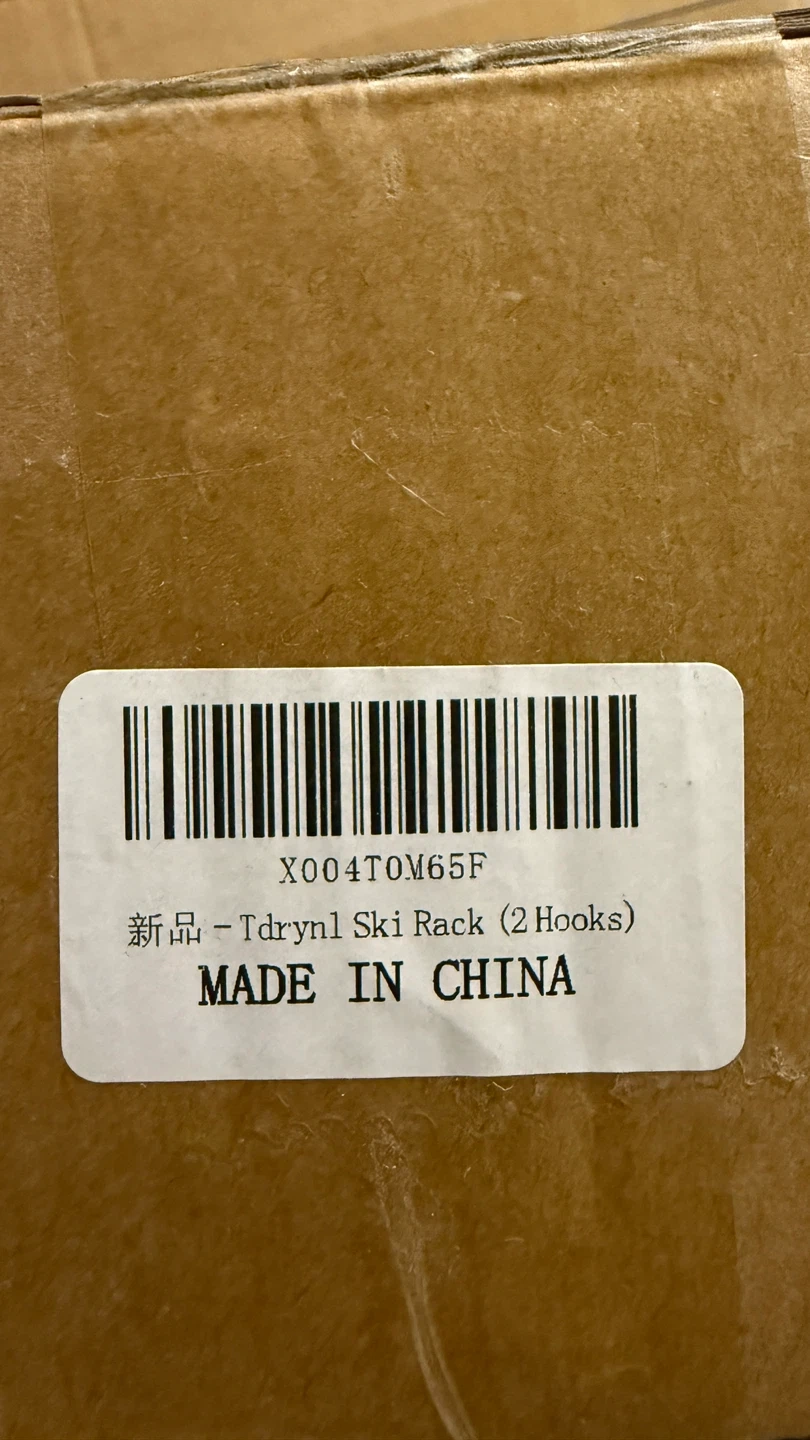 X004T0M65F
新品 - Tdrynl Ski Rack (2 Hooks)
MADE IN CHINA